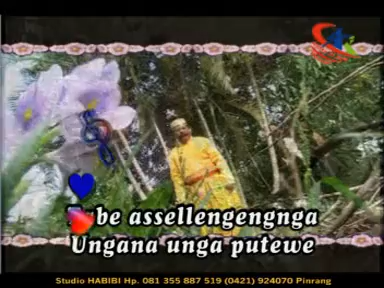 be assellengengnga
Ungana unga putewe
Studio HABIBI Hp. 081 355 887 519 (0421) 924070 Pinrang